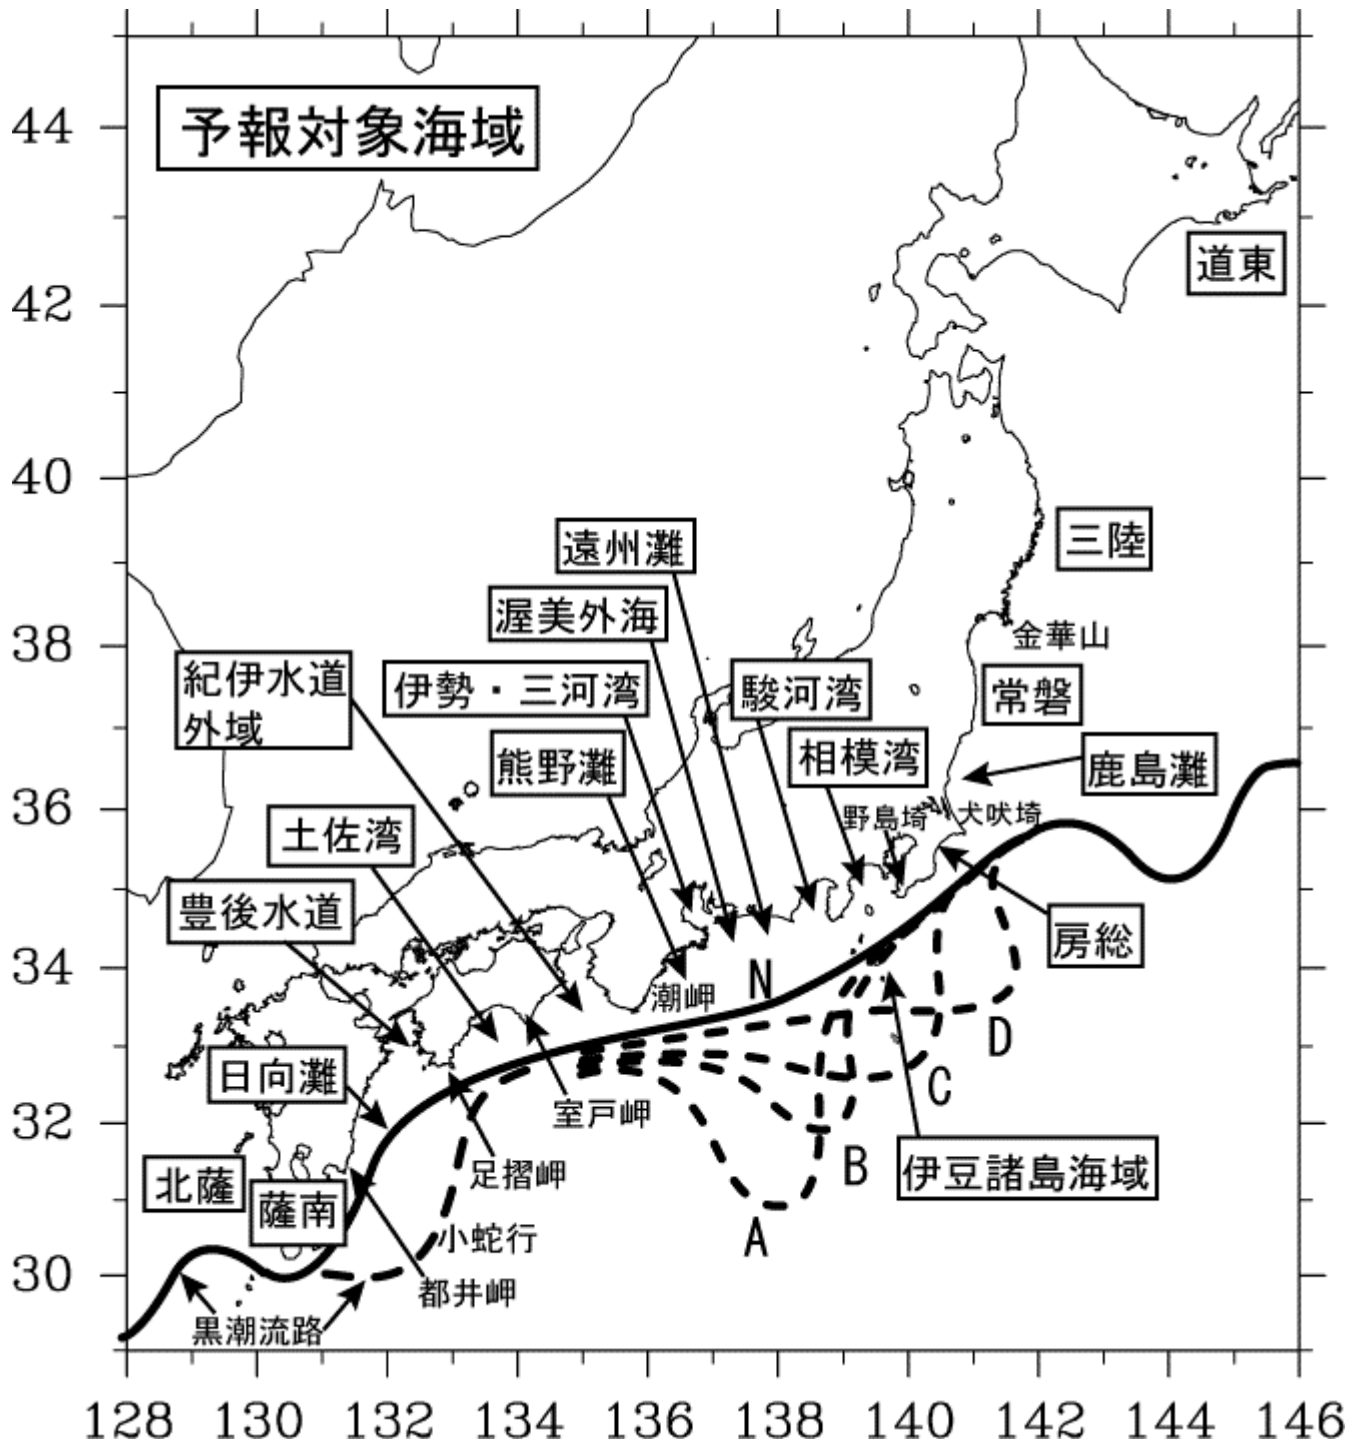 予報対象海域
44
道東
42
40
遠州灘
三陸
渥美外海
38
金華山
紀伊水道
外域
伊勢・三河湾
駿河湾
常磐
熊野灘
相模湾
鹿島灘
36
野島埼
犬吠埼
土佐湾
豊後水道
房総
34
潮岬
N
D
日向灘
C
32
室戸岬
足摺岬
B
伊豆諸島海域
北薩
薩南
A
小蛇行
30
都井岬
黒潮流路
128 130 132 134 136 138 140 142 144 146